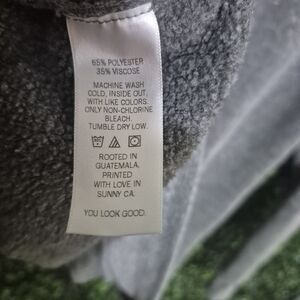 65% POLYESTER
35% VISCOSE
MACHINE WASH
COLD, INSIDE OUT,
WITH LIKE COLORS.
ONLY NON-CHLORINE
BLEACH.
TUMBLE DRY LOW.
ROOTED IN
GUATEMALA.
PRINTED
WITH LOVE IN
SUNNY CA.
YOU LOOK GOOD.